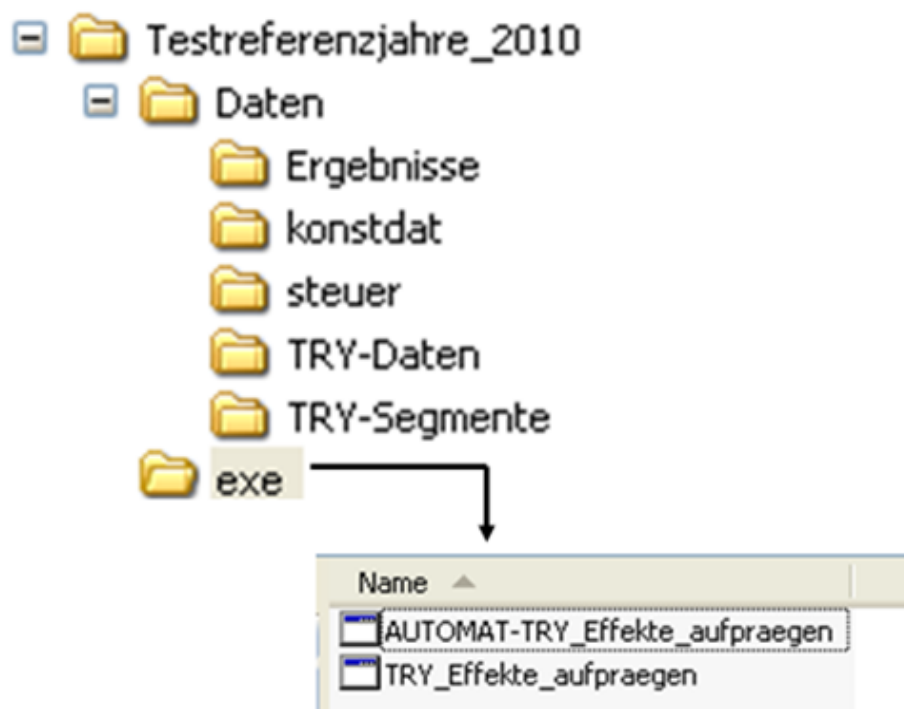 Testreferenzjahre_2010
Daten
Ergebnisse
konstdat
steuer
TRY-Daten
TRY-Segmente
exe
Name
AUTOMAT-TRY_Effekte_aufpraegen
TRY_Effekte_aufpraegen